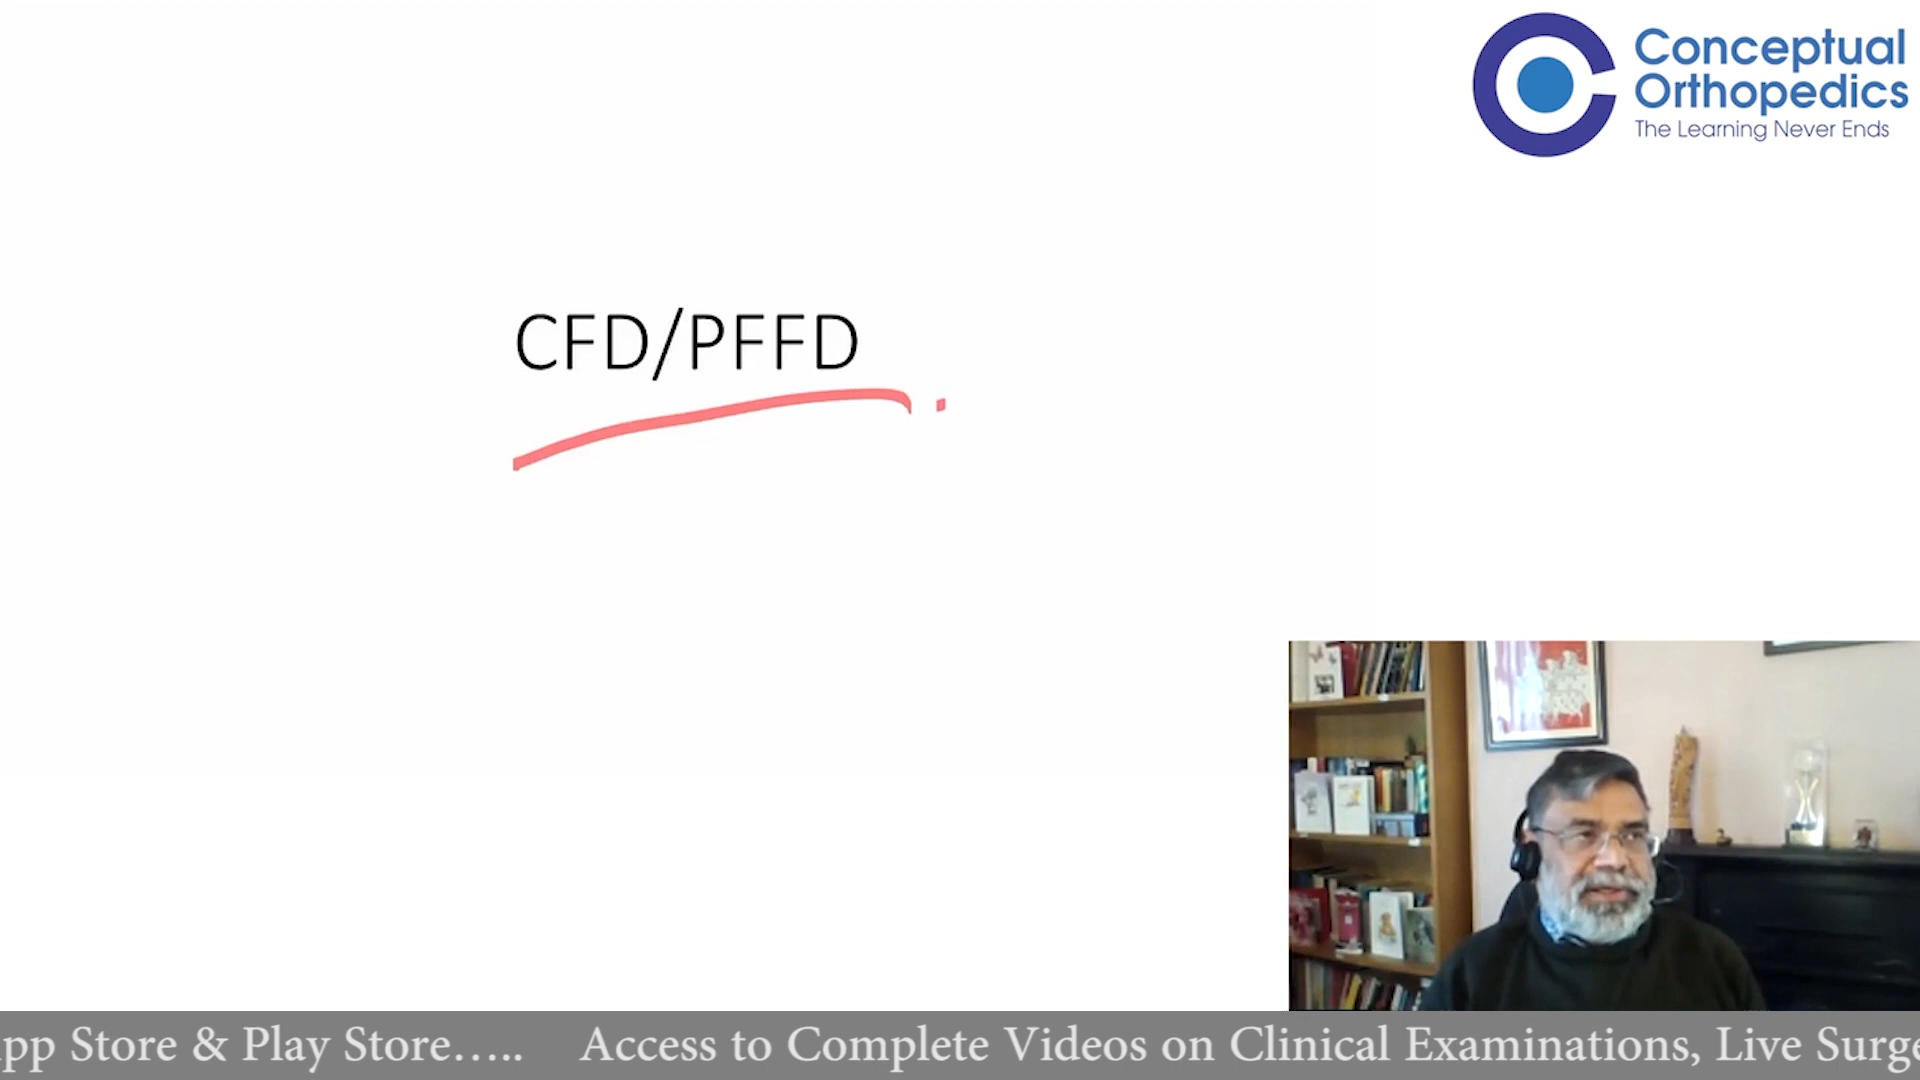 Conceptual
Orthopedics
The Learning Never Ends
CFD/PFFD
pp Store & Play Store….. Access to Complete Videos on Clinical Examinations, Live Surge